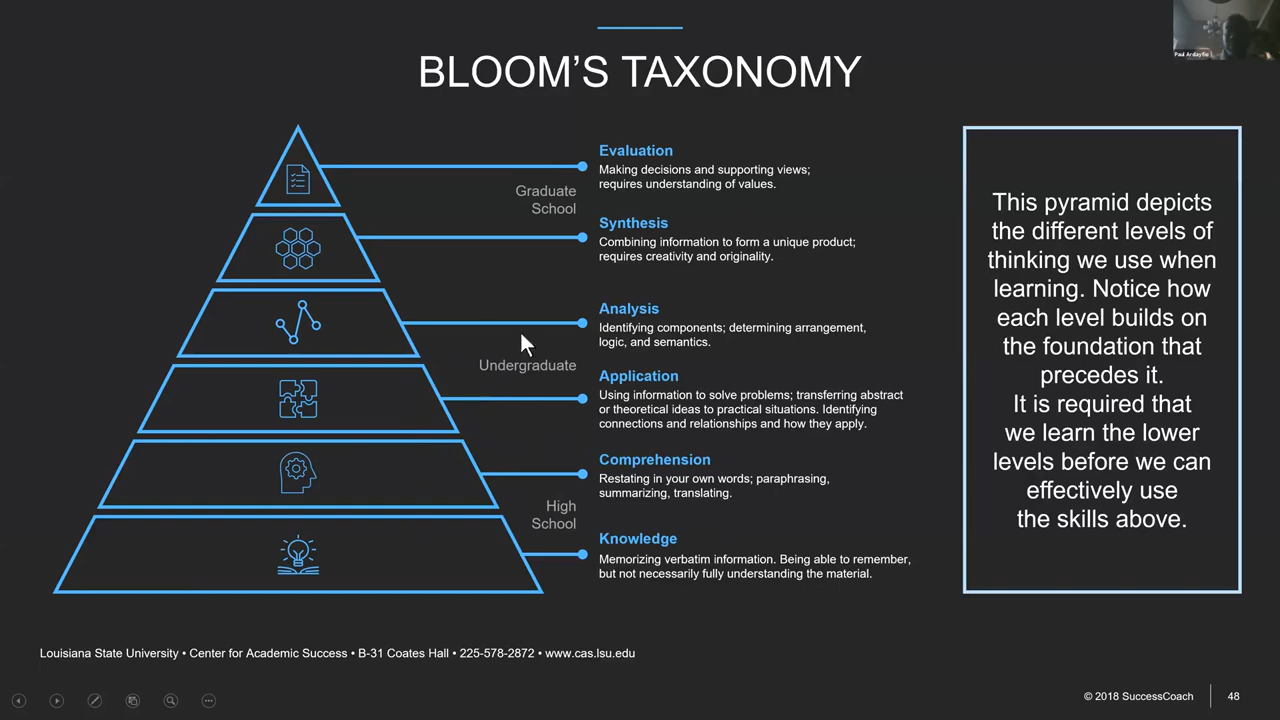 Paul Ardayfio
BLOOM'S TAXONOMY
Evaluation
Making decisions and supporting views;
requires understanding of values.
Graduate
School
Synthesis
Combining information to form a unique product;
requires creativity and originality.
Analysis
Identifying components; determining arrangement,
logic, and semantics.
Undergraduate
Application
Using information to solve problems; transferring abstract
or theoretical ideas to practical situations. Identifying
connections and relationships and how they apply.
Comprehension
Restating in your own words; paraphrasing,
summarizing, translating.
High
School
Knowledge
Memorizing verbatim information. Being able to remember,
but not necessarily fully understanding the material.
This pyramid depicts
the different levels of
thinking we use when
learning. Notice how
each level builds on
the foundation that
precedes it.
It is required that
we learn the lower
levels before we can
effectively use
the skills above.
Louisiana State University • Center for Academic Success • B-31 Coates Hall • 225-578-2872 • www.cas.lsu.edu
© 2018 SuccessCoach
48